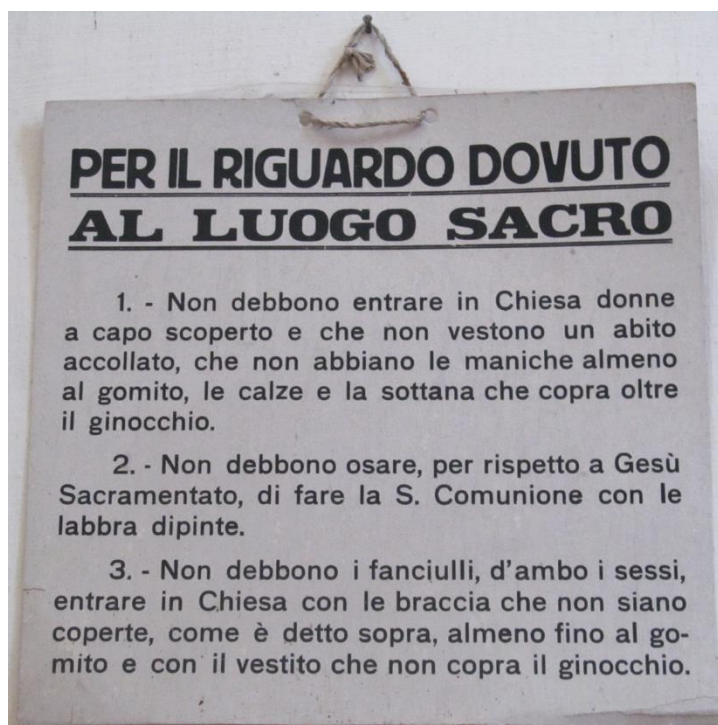 PER IL RIGUARDO DOVUTO
AL LUOGO SACRO
1. - Non debbono entrare in Chiesa donne
a capo scoperto e che non vestono un abito
accollato, che non abbiano le maniche almeno
al gomito, le calze e la sottana che copra oltre
il ginocchio.
2. - Non debbono osare, per rispetto a Gesù
Sacramentato, di fare la S. Comunione con le
labbra dipinte.
3. - Non debbono i fanciulli, d'ambo i sessi,
entrare in Chiesa con le braccia che non siano
coperte, come è detto sopra, almeno fino al go-
mito e con il vestito che non copra il ginocchio.